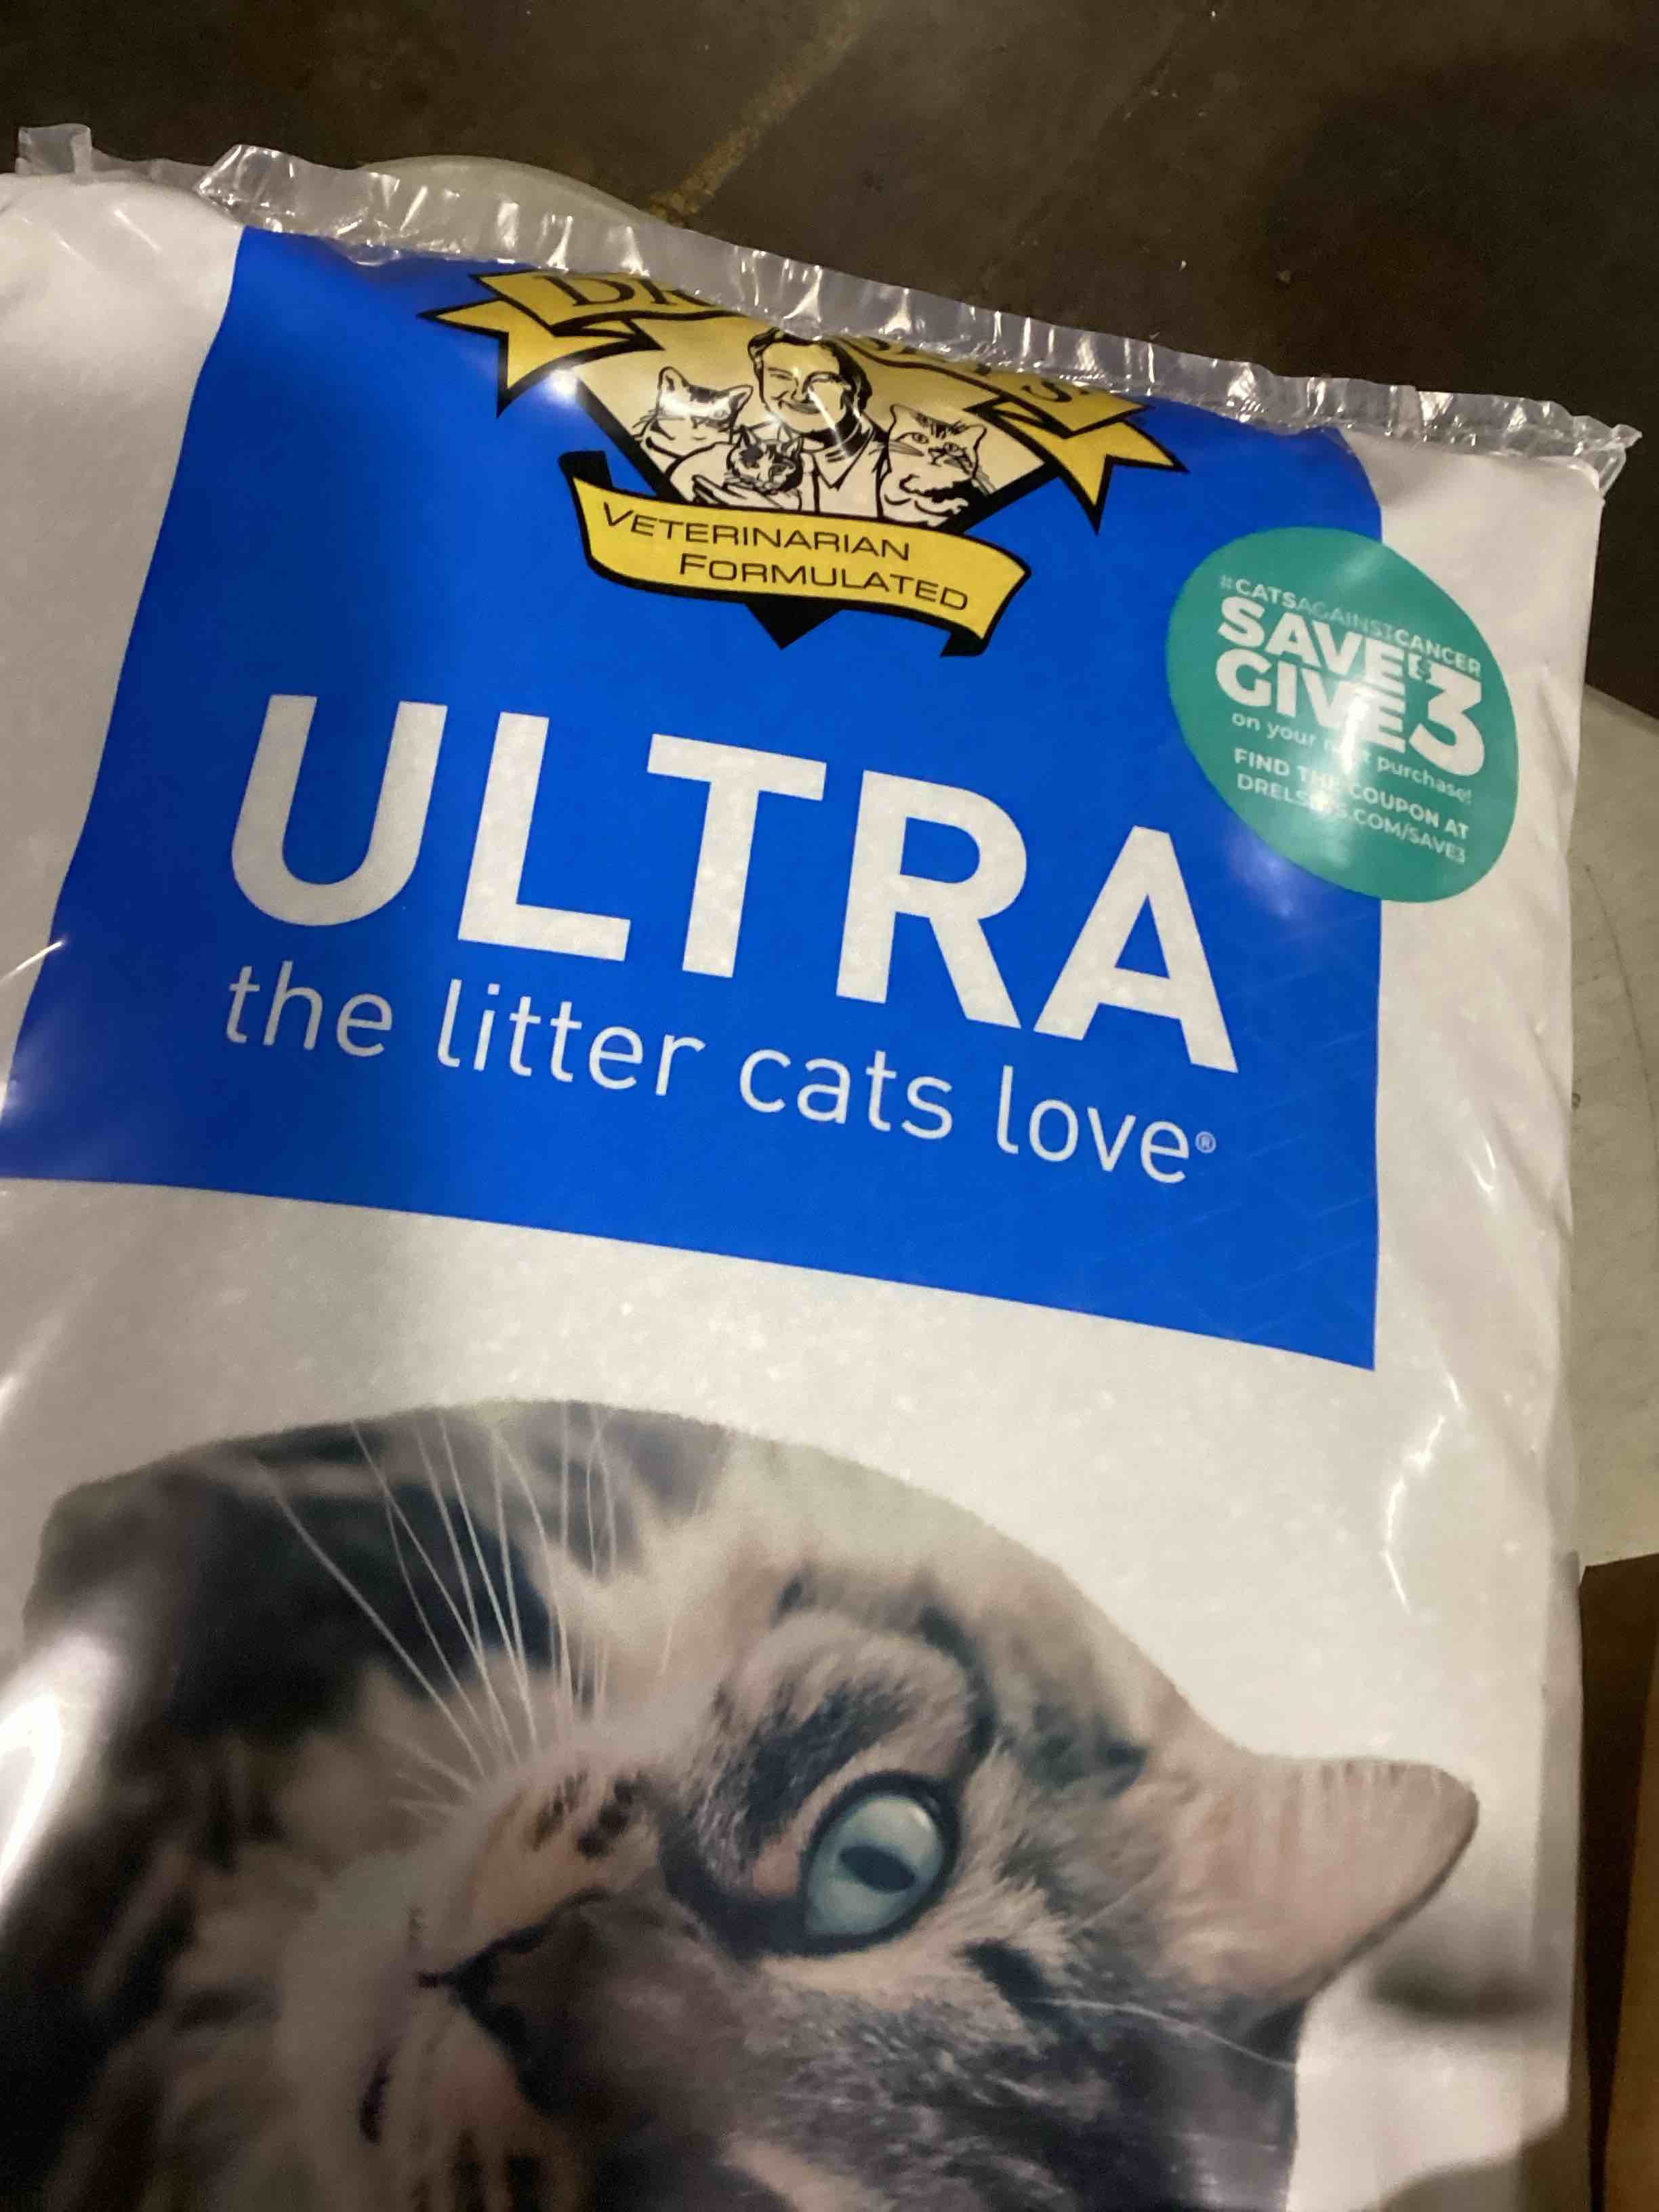 VETERINARIAN
FORMULATED
#CATSAGAINSTCANCER
SAVE &
GIVE 3
on your purchase!
FIND THE COUPON AT
DRELSEYS.COM/SAVE3
ULTRA
the litter cats love®